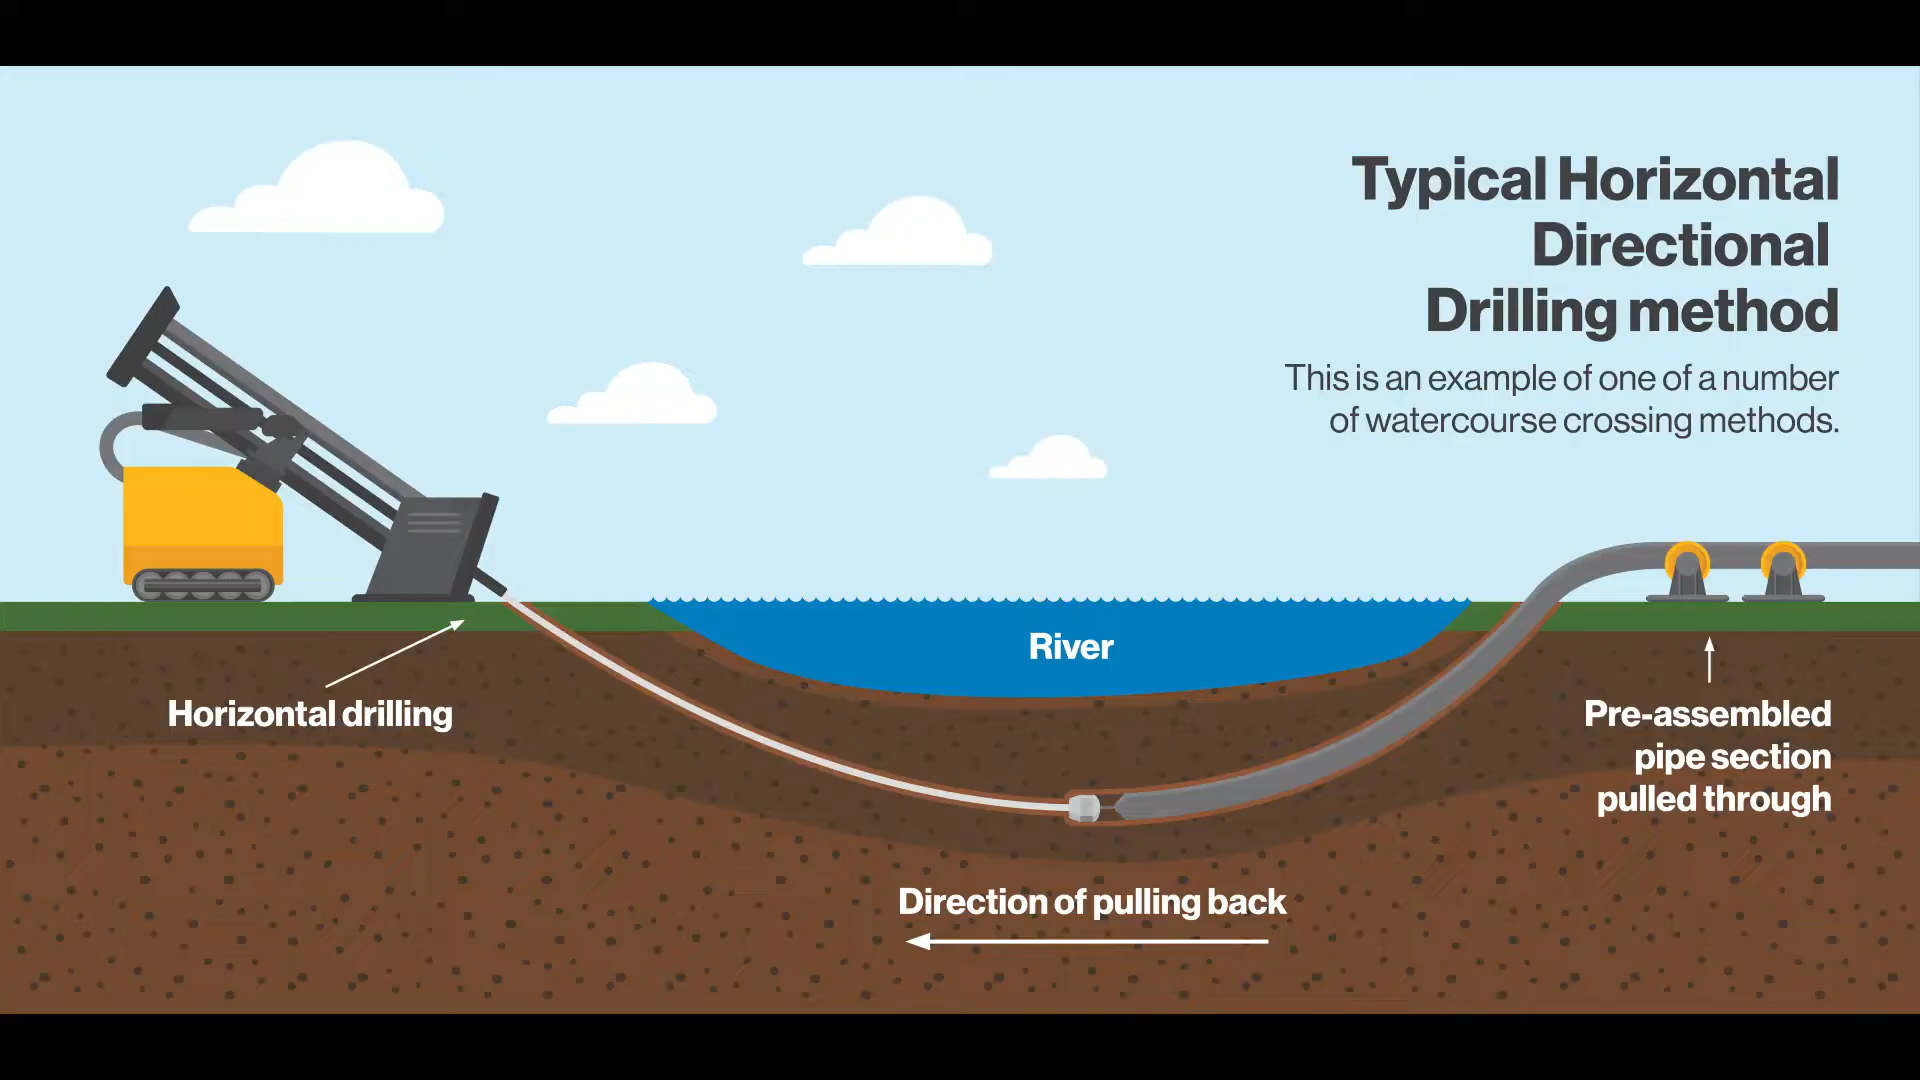 Typical Horizontal
Directional
Drilling method
This is an example of one of a number
of watercourse crossing methods.
River
Horizontal drilling
Pre-assembled
pipe section
pulled through
Direction of pulling back